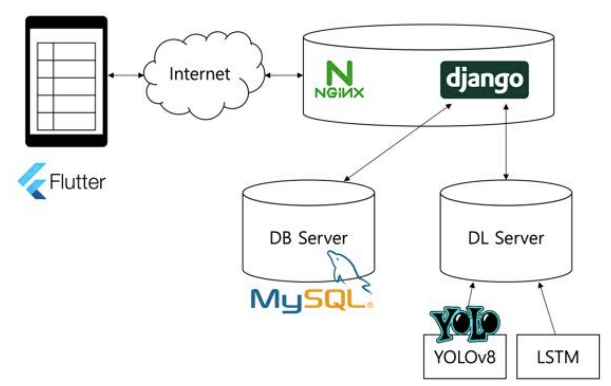 Internet
NGINX
django
Flutter
DB Server
DL Server
MySQL®
YOLO
YOLOv8
LSTM